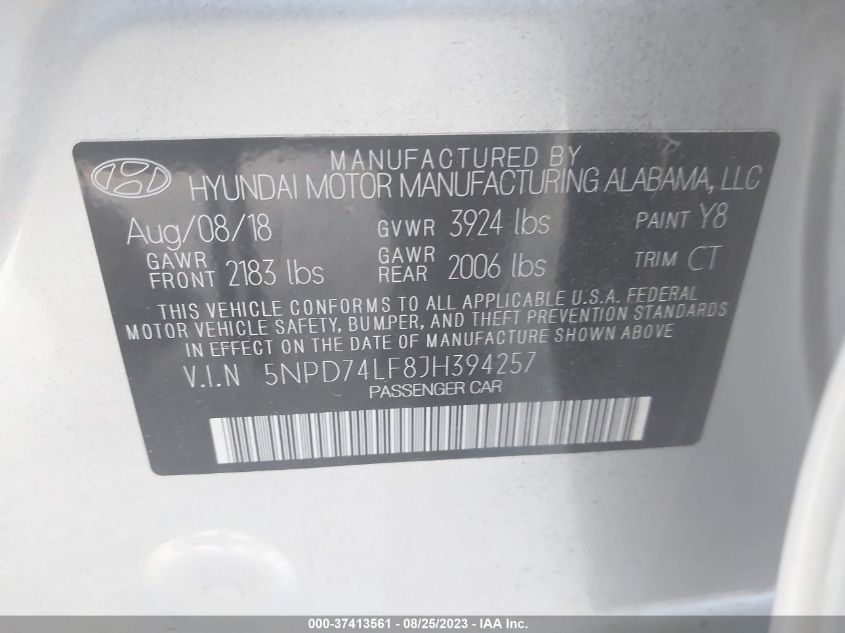 MANUFACTURED BY
HYUNDAI MOTOR MANUFACTURING ALABAMA, LLC
Aug/08/18 GVWR 3924 lbs PAINT Y8
GAWR FRONT 2183 lbs GAWR REAR 2006 lbs TRIM CT
THIS VEHICLE CONFORMS TO ALL APPLICABLE U.S.A. FEDERAL
MOTOR VEHICLE SAFETY, BUMPER, AND THEFT PREVENTION STANDARDS
IN EFFECT ON THE DATE OF MANUFACTURE SHOWN ABOVE
V.I.N 5NPD74LF8JH394257
PASSENGER CAR
000-37413561 - 08/25/2023 - IAA Inc.